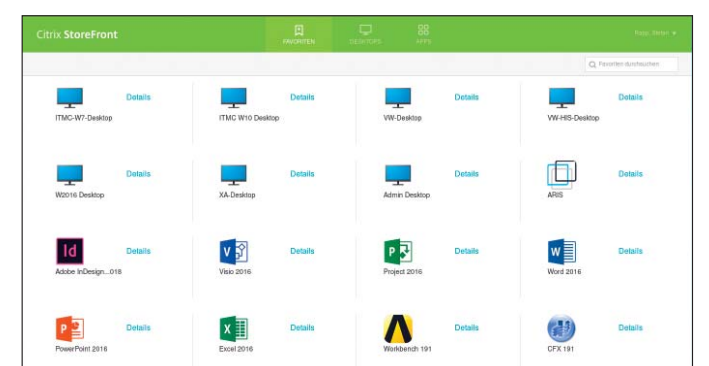 Citrix StoreFront
FAVORITEN DESKTOPS APPS
Favoriten durchsuchen
Details Details Details Details
ITMC-W7-Desktop ITMC W10 Desktop VW-Desktop VW-HIS-Desktop
Details Details Details Details
W2016 Desktop XA-Desktop Admin Desktop ARIS
Id Details V Details P Details W Details
Adobe InDesign...018 Visio 2016 Project 2016 Word 2016
P Details X Details Details Details
PowerPoint 2016 Excel 2016 Workbench 191 CFX 191